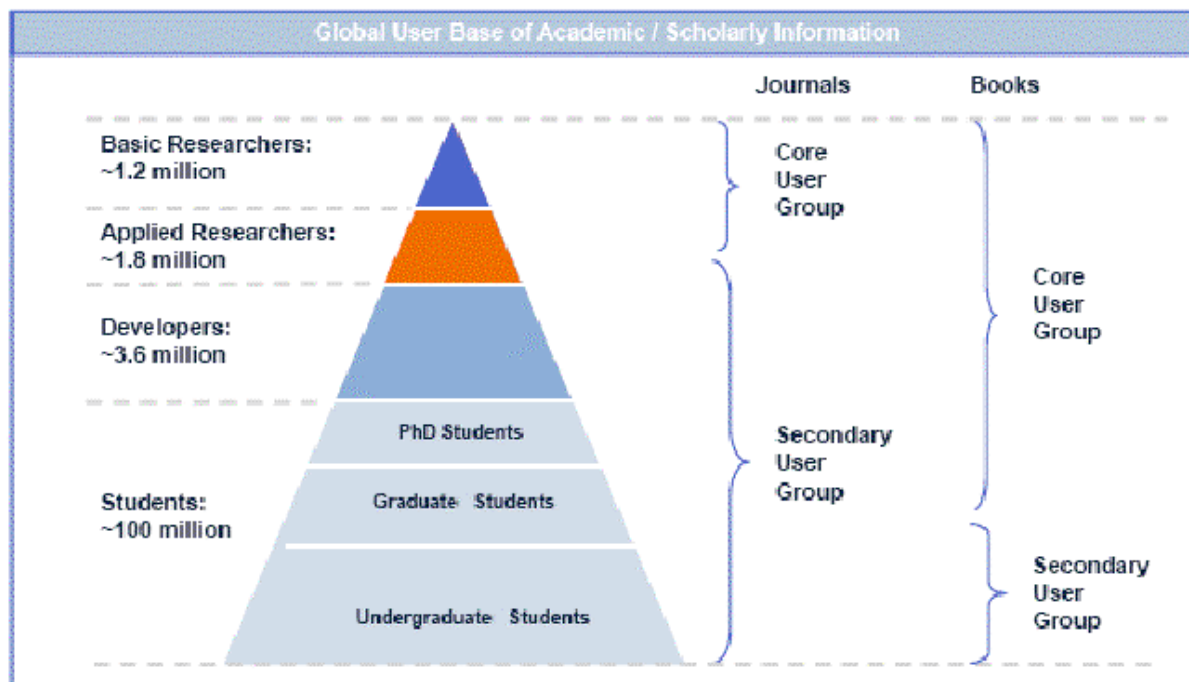 Global User Base of Academic / Scholarly Information
Journals
Books
Basic Researchers:
~1.2 million
Core
User
Group
Applied Researchers:
~1.8 million
Core
User
Group
Developers:
~3.6 million
PhD Students
Secondary
User
Group
Students:
~100 million
Graduate Students
Secondary
User
Group
Undergraduate Students